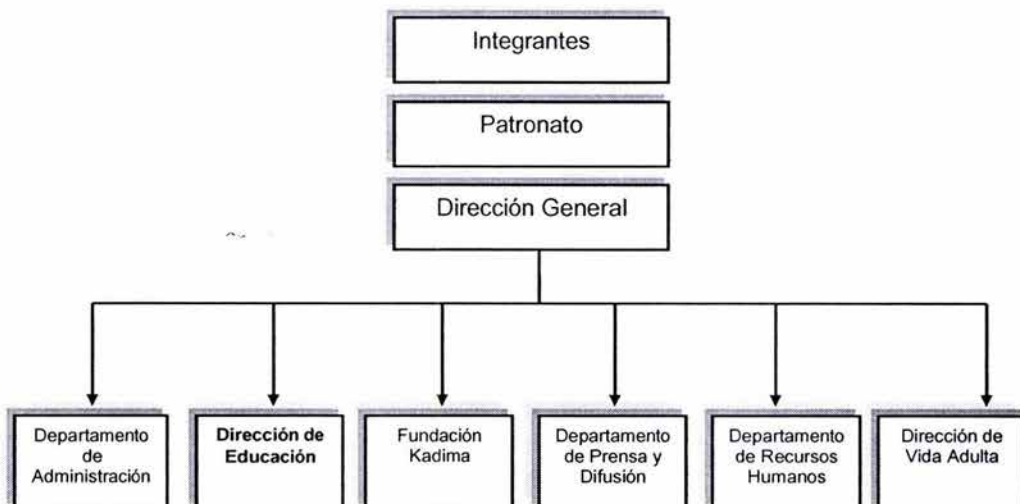 Integrantes
Patronato
Dirección General
Departamento
de
Administración
Dirección de
Educación
Fundación
Kadima
Departamento
de Prensa y
Difusión
Departamento
de Recursos
Humanos
Dirección de
Vida Adulta